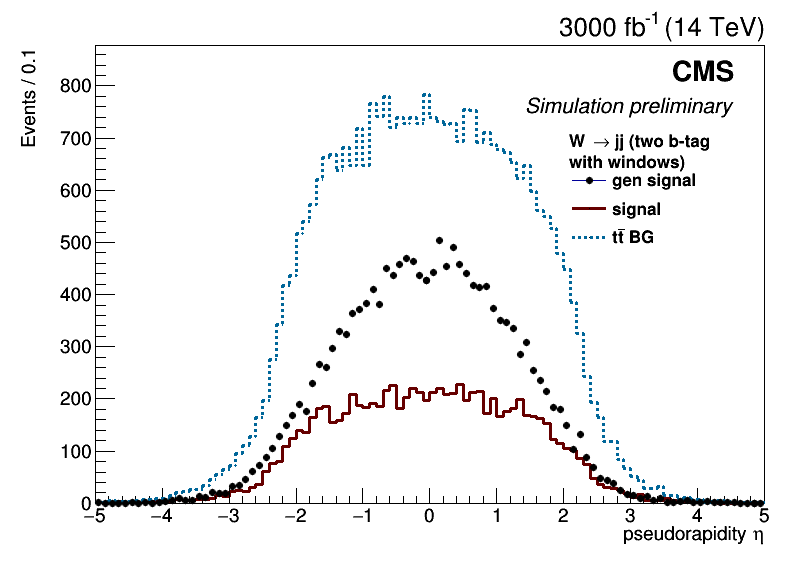 3000 fb⁻¹ (14 TeV)
CMS
Simulation preliminary
W → jj (two b-tag
with windows)
gen signal
signal
tt̅ BG
Events / 0.1
800
700
600
500
400
300
200
100
0
−5 −4 −3 −2 −1 0 1 2 3 4 5
pseudorapidity η